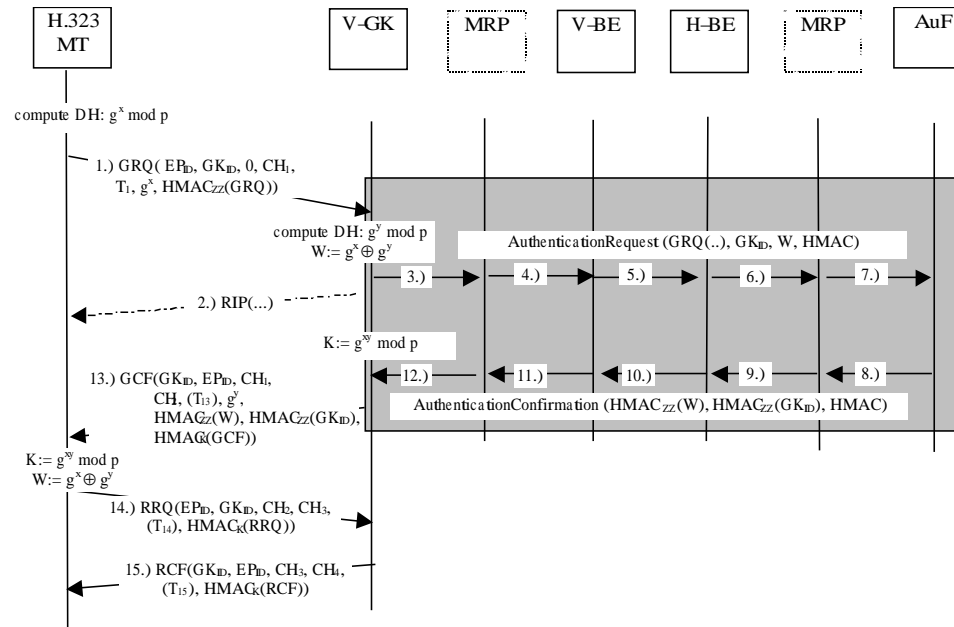 H.323
MT
V–GK
MRP
V–BE
H–BE
MRP
AuF
compute DH: g^x mod p
1.) GRQ( EP_ID, GK_ID, 0, CH_1,
T_1, g^x, HMAC_ZZ(GRQ))
compute DH: g^y mod p
W:= g^x ⊕ g^y
AuthenticationRequest (GRQ(..), GK_ID, W, HMAC)
3.)
4.)
5.)
6.)
7.)
2.) RIP(...)
K:= g^xy mod p
12.)
11.)
10.)
9.)
8.)
AuthenticationConfirmation (HMAC_ZZ(W), HMAC_ZZ(GK_ID), HMAC)
13.) GCF(GK_ID, EP_ID, CH_1,
CH, (T_13), g^y,
HMAC_ZZ(W), HMAC_ZZ(GK_ID),
HMAC_K(GCF))
K:= g^xy mod p
W:= g^x ⊕ g^y
14.) RRQ(EP_ID, GK_ID, CH_2, CH_3,
(T_14), HMAC_K(RRQ))
15.) RCF(GK_ID, EP_ID, CH_3, CH_4,
(T_15), HMAC_K(RCF))